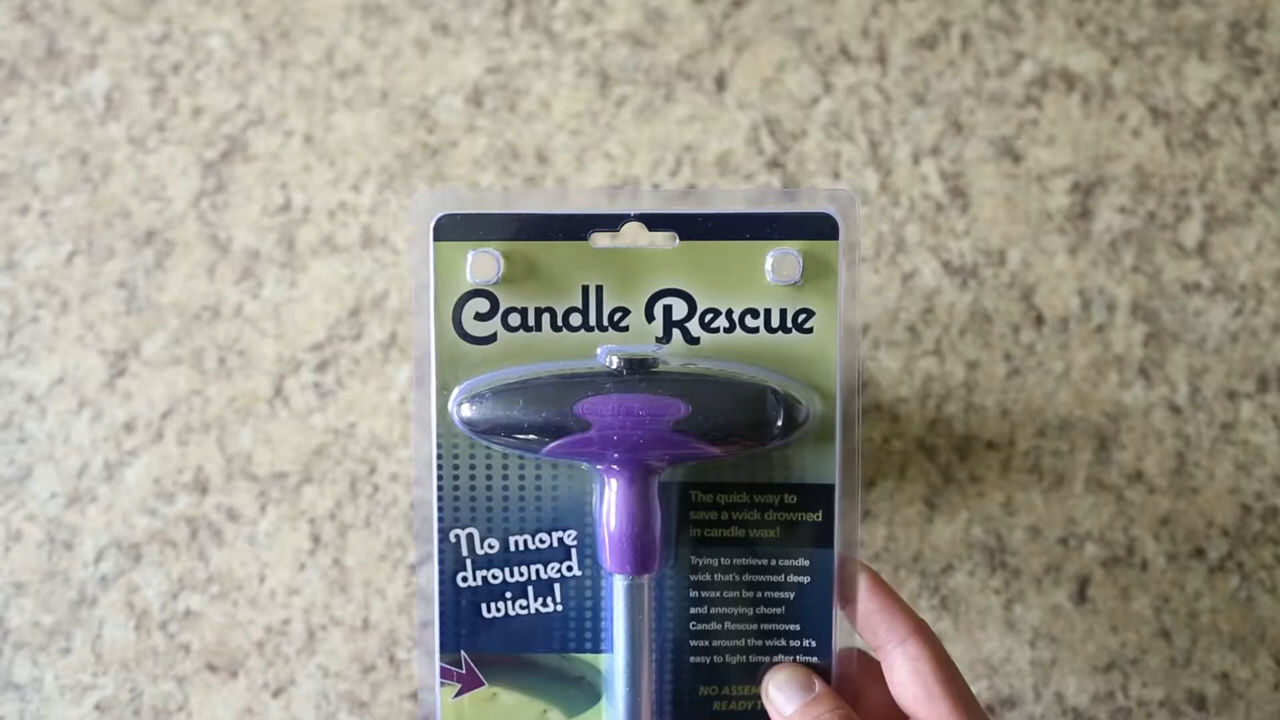 Candle Rescue
Candle Rescue
No more
drowned
wicks!
The quick way to
save a wick drowned
in candle wax!
Trying to retrieve a candle
wick that's drowned deep
in wax can be a messy
and annoying chore!
Candle Rescue removes
wax around the wick so it's
easy to light time after time.
NO
READY